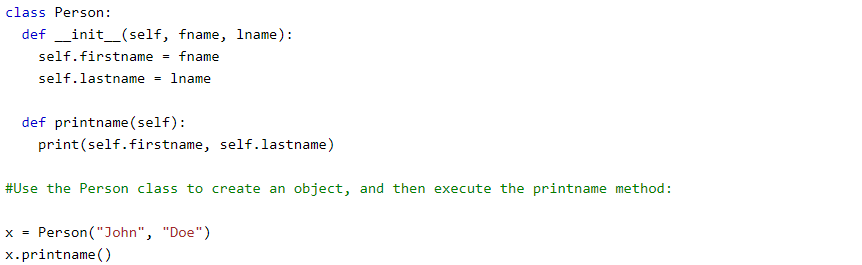 class Person:
  def __init__(self, fname, lname):
    self.firstname = fname
    self.lastname = lname

  def printname(self):
    print(self.firstname, self.lastname)

#Use the Person class to create an object, and then execute the printname method:

x = Person("John", "Doe")
x.printname()